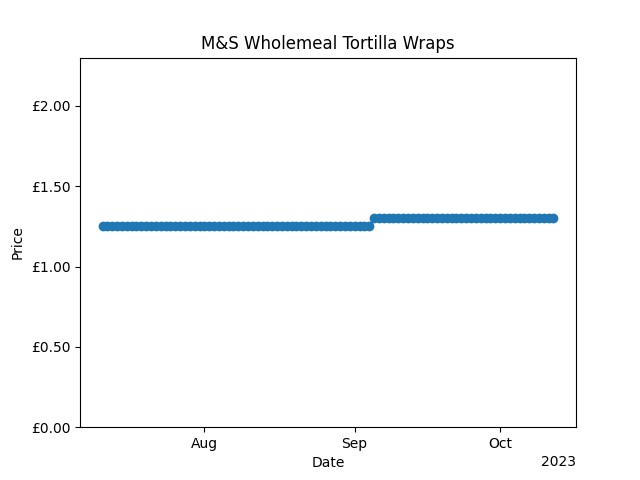 M&S Wholemeal Tortilla Wraps
£2.00
£1.50
£1.00
£0.50
£0.00
Price
Aug Sep Oct
Date
2023